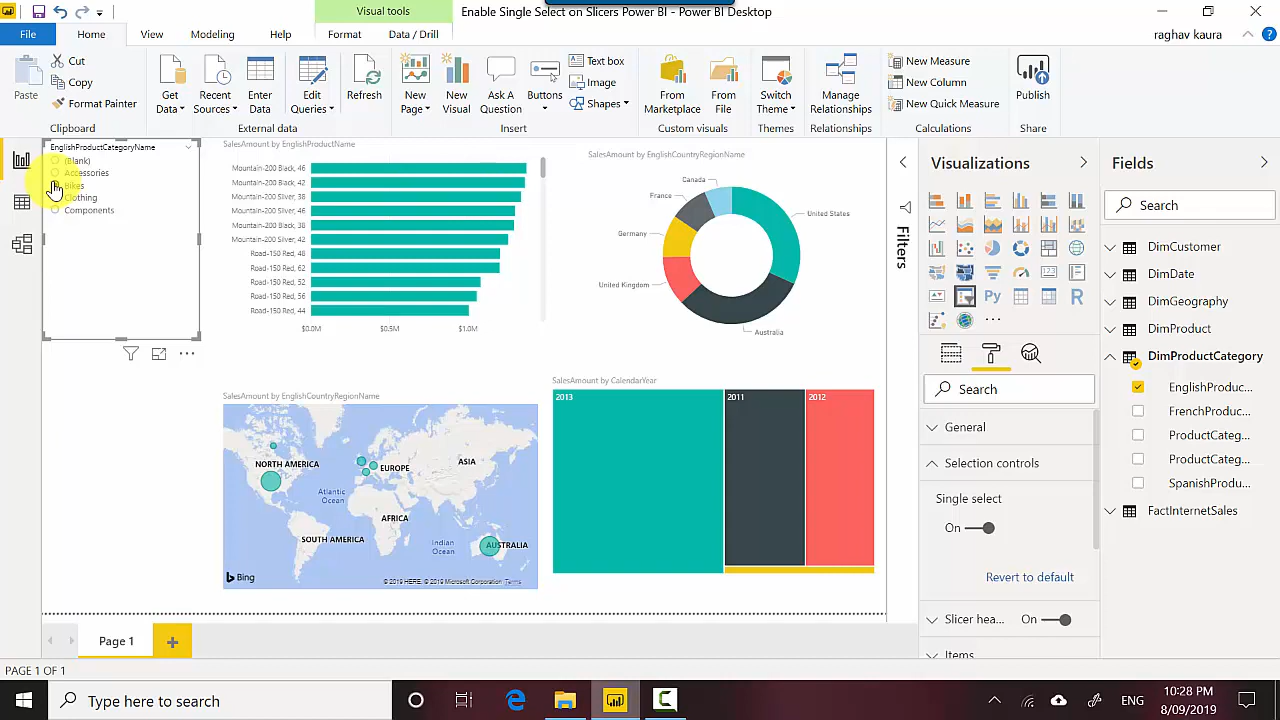 Visual tools
Enable Single Select on Slicers Power BI - Power BI Desktop
File
Home
View
Modeling
Help
Format
Data / Drill
raghav kaura
Paste
Cut
Copy
Format Painter
Clipboard
Get Data
Recent Sources
Enter Data
Edit Queries
Refresh
External data
New Page
New Visual
Ask A Question
Buttons
Text box
Image
Shapes
Insert
From Marketplace
From File
Custom visuals
Switch Theme
Themes
Manage Relationships
Relationships
New Measure
New Column
New Quick Measure
Calculations
Publish
Share
EnglishProductCategoryName
(Blank)
Accessories
Bikes
Clothing
Components
SalesAmount by EnglishProductName
Mountain-200 Black, 46
Mountain-200 Black, 42
Mountain-200 Silver, 38
Mountain-200 Silver, 46
Mountain-200 Black, 38
Mountain-200 Silver, 42
Road-150 Red, 48
Road-150 Red, 62
Road-150 Red, 52
Road-150 Red, 56
Road-150 Red, 44
$0.0M $0.5M $1.0M
SalesAmount by EnglishCountryRegionName
Canada
France
Germany
United Kingdom
United States
Australia
SalesAmount by EnglishCountryRegionName
NORTH AMERICA
EUROPE
ASIA
Atlantic
Ocean
AFRICA
SOUTH AMERICA
Indian
Ocean
AUSTRALIA
Bing
© 2019 HERE, © 2019 Microsoft Corporation Terms
SalesAmount by CalendarYear
2013
2011
2012
Filters
Visualizations
Py
R
123
Search
General
Selection controls
Single select
On
Revert to default
Slicer hea... On
Items
Fields
Search
DimCustomer
DimDate
DimGeography
DimProduct
DimProductCategory
EnglishProduc...
FrenchProduc...
ProductCateg...
ProductCateg...
SpanishProdu...
FactInternetSales
Page 1
PAGE 1 OF 1
Type here to search
ENG
10:28 PM
8/09/2019